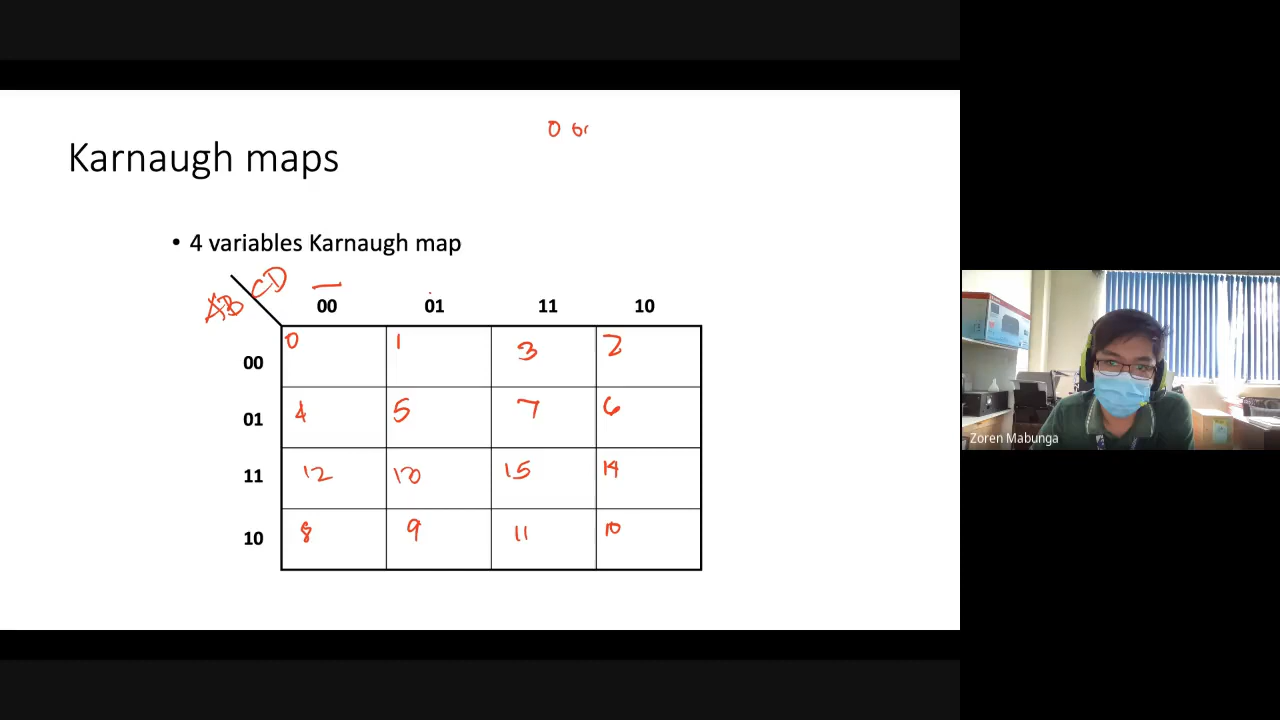 0 or
Karnaugh maps
• 4 variables Karnaugh map
AB CD
00 01 11 10
00 0 1 3 2
01 4 5 7 6
11 12 13 15 14
10 8 9 11 10
Zoren Mabunga